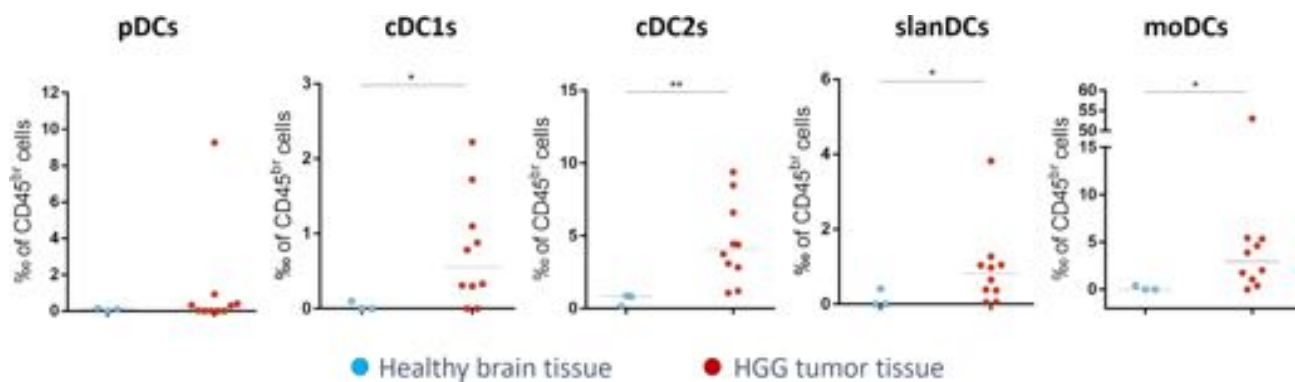 pDCs
cDC1s
cDC2s
slanDCs
moDCs
‰ of CD45br cells
12
10
8
6
4
2
0
‰ of CD45br cells
3
2
1
0
*
‰ of CD45br cells
15
10
5
0
**
‰ of CD45br cells
6
4
2
0
*
‰ of CD45br cells
60
55
50
15
10
5
0
*
Healthy brain tissue
HGG tumor tissue